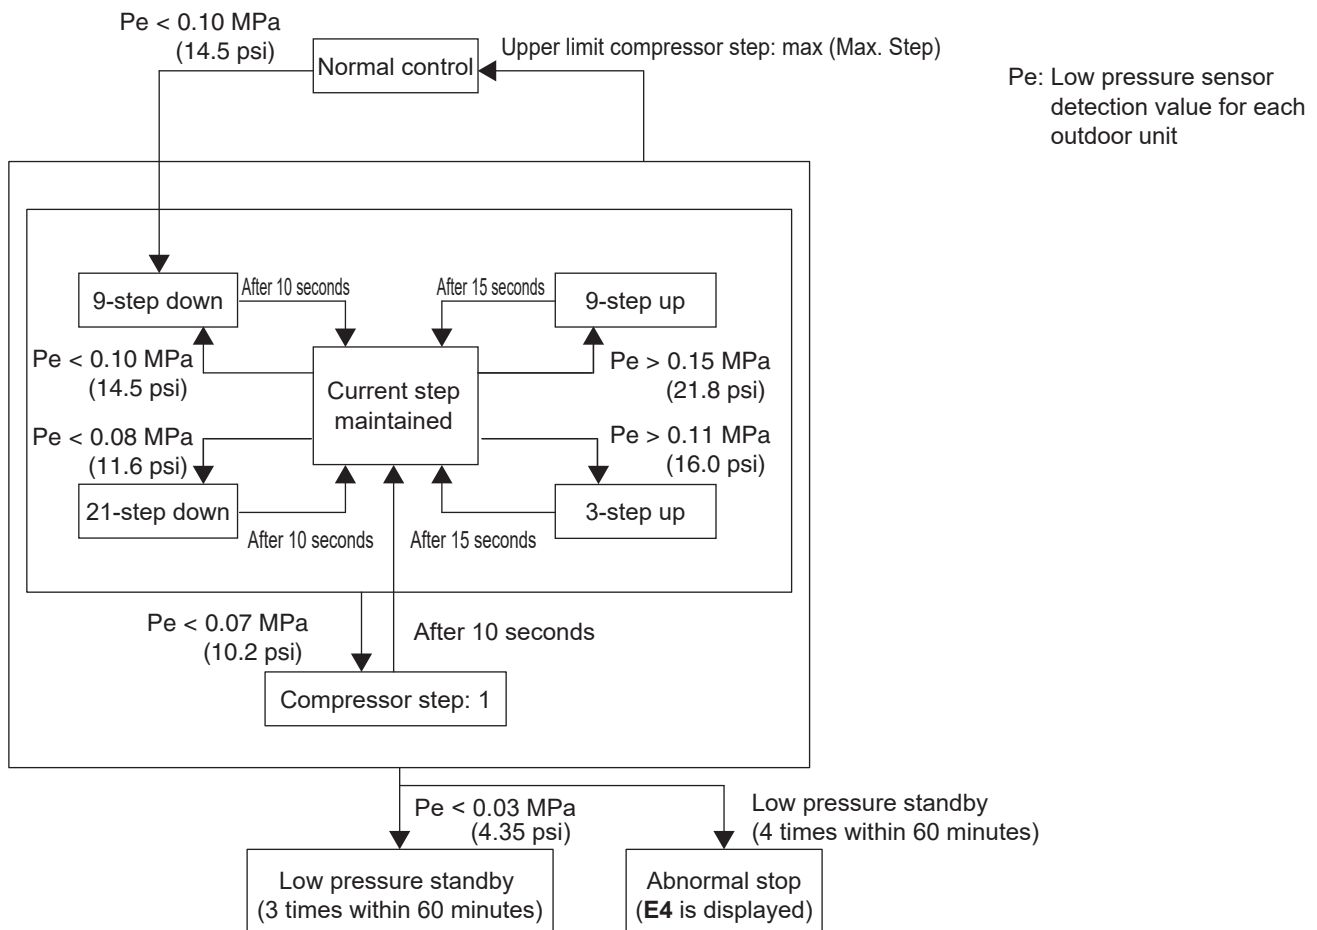 Pe < 0.10 MPa
(14.5 psi)
Normal control
Upper limit compressor step: max (Max. Step)
Pe: Low pressure sensor
detection value for each
outdoor unit
9-step down
After 10 seconds
After 15 seconds
9-step up
Pe < 0.10 MPa
(14.5 psi)
Current step
maintained
Pe > 0.15 MPa
(21.8 psi)
Pe < 0.08 MPa
(11.6 psi)
Pe > 0.11 MPa
(16.0 psi)
21-step down
After 10 seconds
After 15 seconds
3-step up
Pe < 0.07 MPa
(10.2 psi)
After 10 seconds
Compressor step: 1
Pe < 0.03 MPa
(4.35 psi)
Low pressure standby
(4 times within 60 minutes)
Low pressure standby
(3 times within 60 minutes)
Abnormal stop
(E4 is displayed)